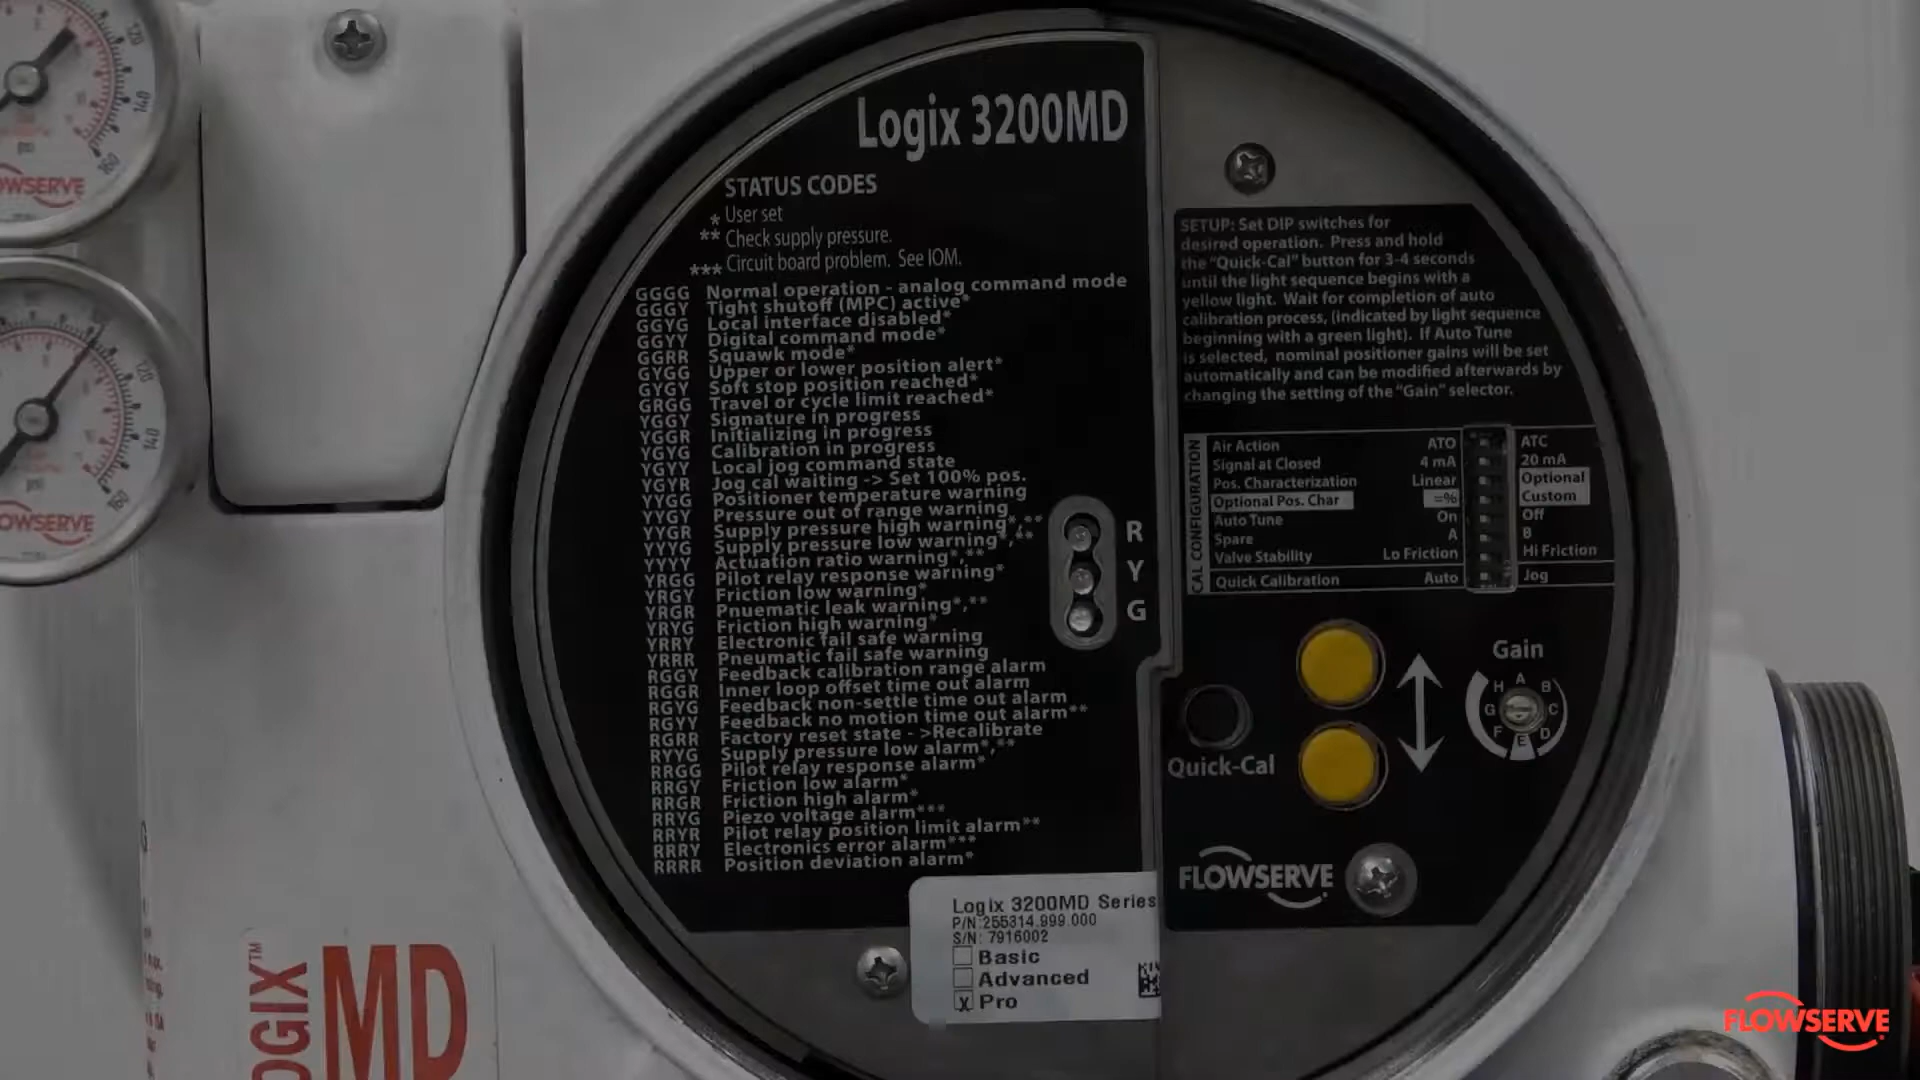 120
140
160
FLOWSERVE
120
140
160
psi
FLOWSERVE
Logix 3200MD
STATUS CODES
* User set
** Check supply pressure.
*** Circuit board problem. See IOM.
GGGG Normal operation - analog command mode
GGGY Tight shutoff (MPC) active*
GGYG Local interface disabled*
GGYY Digital command mode*
GGRR Squawk mode*
GYGG Upper or lower position alert*
GYGY Soft stop position reached*
GRGG Travel or cycle limit reached*
YGGY Signature in progress
YGGR Initializing in progress
YGYG Calibration in progress
YGYY Local jog command state
YGYR Jog cal waiting -> Set 100% pos.
YYGG Positioner temperature warning
YYGY Pressure out of range warning
YYGR Supply pressure high warning*,**
YYYG Supply pressure low warning*,**
YYYY Actuation ratio warning*,**
YRGG Pilot relay response warning*
YRGY Friction low warning*
YRGR Pnuematic leak warning*,**
YRYG Friction high warning*
YRRY Electronic fail safe warning
YRRR Pneumatic fail safe warning
RGGY Feedback calibration range alarm
RGGR Inner loop offset time out alarm
RGYG Feedback non-settle time out alarm
RGYY Feedback no motion time out alarm**
RGRR Factory reset state - >Recalibrate
RYYG Supply pressure low alarm*,**
RRGG Pilot relay response alarm*
RRGY Friction low alarm*
RRGR Friction high alarm*
RRYG Piezo voltage alarm***
RRYR Pilot relay position limit alarm**
RRRY Electronics error alarm***
RRRR Position deviation alarm*
R
Y
G
SETUP: Set DIP switches for
desired operation. Press and hold
the "Quick-Cal" button for 3-4 seconds
until the light sequence begins with a
yellow light. Wait for completion of auto
calibration process, (indicated by light sequence
beginning with a green light). If Auto Tune
is selected, nominal positioner gains will be set
automatically and can be modified afterwards by
changing the setting of the "Gain" selector.
CAL CONFIGURATION
Air Action ATO ATC
Signal at Closed 4 mA 20 mA
Pos. Characterization Linear Optional
Optional Pos. Char =% Custom
Auto Tune On Off
Spare A B
Valve Stability Lo Friction Hi Friction
Quick Calibration Auto Jog
Gain
A
B
C
D
E
F
G
H
Quick-Cal
FLOWSERVE
Logix 3200MD Series
P/N:255314.999.000
S/N: 7916002
Basic
Advanced
X Pro
OGIX™
MD
FLOWSERVE